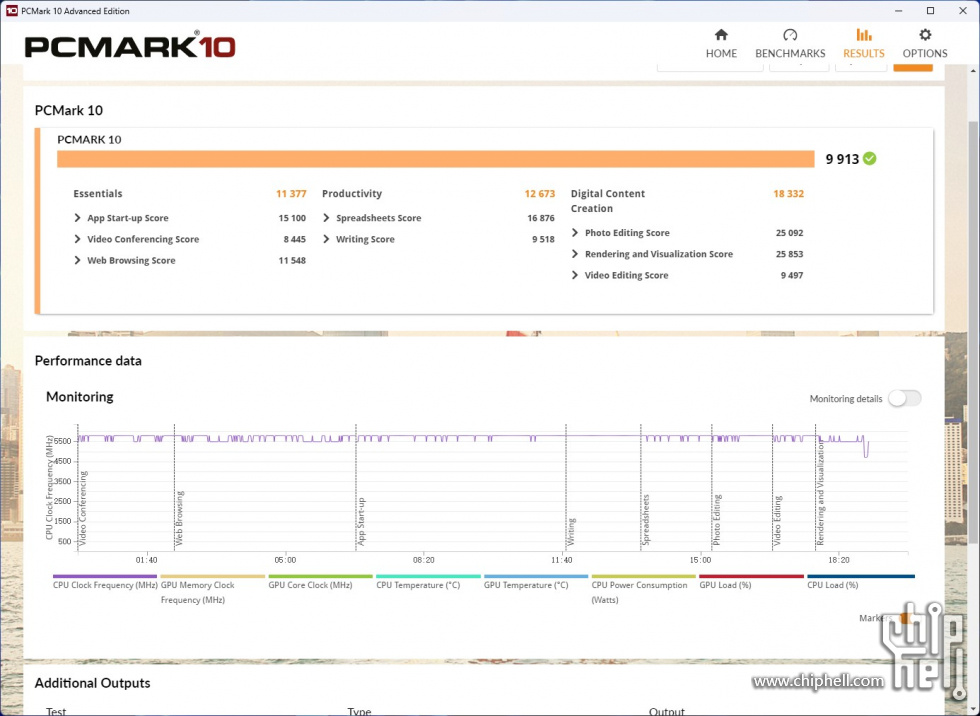 PCMark 10 Advanced Edition
PCMARK®10
HOME
BENCHMARKS
RESULTS
OPTIONS
PCMark 10
PCMARK 10
9 913
Essentials 11 377
App Start-up Score 15 100
Video Conferencing Score 8 445
Web Browsing Score 11 548
Productivity 12 673
Spreadsheets Score 16 876
Writing Score 9 518
Digital Content 18 332
Creation
Photo Editing Score 25 092
Rendering and Visualization Score 25 853
Video Editing Score 9 497
Performance data
Monitoring
Monitoring details
CPU Clock Frequency (MHz)
5500
4500
3500
2500
1500
500
Video Conferencing
Web Browsing
App Start-up
Writing
Spreadsheets
Photo Editing
Video Editing
Rendering and Visualization
01:40
05:00
08:20
11:40
15:00
18:20
CPU Clock Frequency (MHz)
GPU Memory Clock
Frequency (MHz)
GPU Core Clock (MHz)
CPU Temperature (°C)
GPU Temperature (°C)
CPU Power Consumption
(Watts)
GPU Load (%)
CPU Load (%)
Markers
chip
hell
www.chiphell.com
Additional Outputs
Test
Type
Output